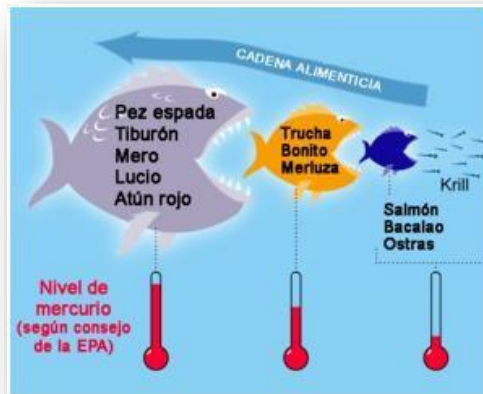 CADENA ALIMENTICIA
Pez espada
Tiburón
Mero
Lucio
Atún rojo
Trucha
Bonito
Merluza
Krill
Salmón
Bacalao
Ostras
Nivel de
mercurio
(según consejo
de la EPA)